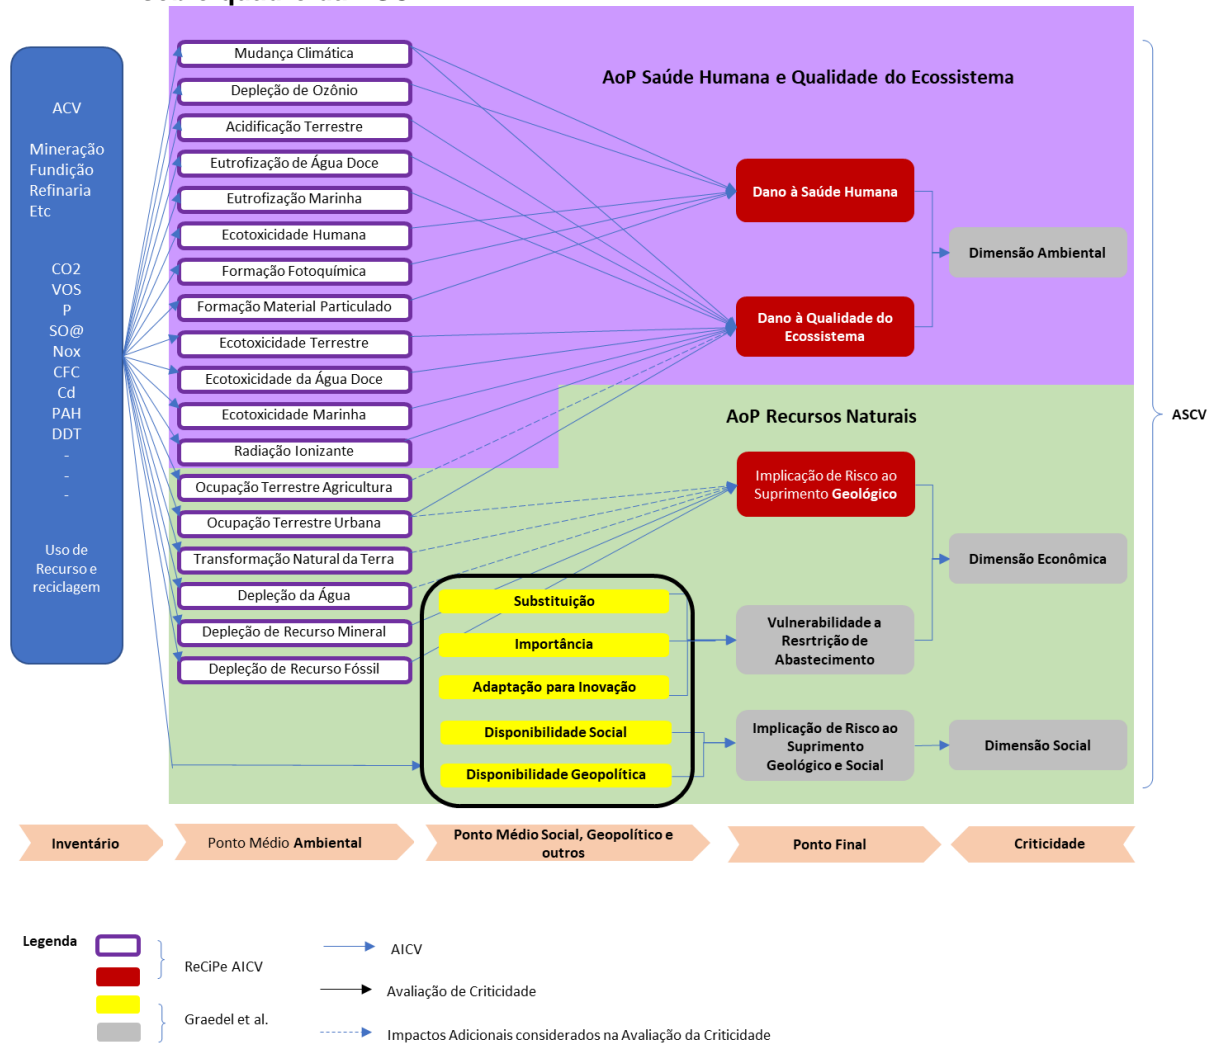 ACV
Mineração
Fundição
Refinaria
Etc
CO2
VOS
P
SO@
Nox
CFC
Cd
PAH
DDT
-
-
-
Uso de
Recurso e
reciclagem
Mudança Climática
Depleção de Ozônio
Acidificação Terrestre
Eutrofização de Água Doce
Eutrofização Marinha
Ecotoxicidade Humana
Formação Fotoquímica
Formação Material Particulado
Ecotoxicidade Terrestre
Ecotoxicidade da Água Doce
Ecotoxicidade Marinha
Radiação Ionizante
Ocupação Terrestre Agricultura
Ocupação Terrestre Urbana
Transformação Natural da Terra
Depleção da Água
Depleção de Recurso Mineral
Depleção de Recurso Fóssil
AoP Saúde Humana e Qualidade do Ecossistema
Dano à Saúde Humana
Dano à Qualidade do
Ecossistema
Dimensão Ambiental
AoP Recursos Naturais
Implicação de Risco ao
Suprimento Geológico
Dimensão Econômica
Substituição
Importância
Adaptação para Inovação
Disponibilidade Social
Disponibilidade Geopolítica
Vulnerabilidade a
Resrtrição de
Abastecimento
Implicação de Risco ao
Suprimento
Geológico e Social
Dimensão Social
ASCV
Inventário
Ponto Médio Ambiental
Ponto Médio Social, Geopolítico e
outros
Ponto Final
Criticidade
Legenda
ReCiPe AICV
Graedel et al.
AICV
Avaliação de Criticidade
Impactos Adicionais considrados na Avaliação da Criticidade